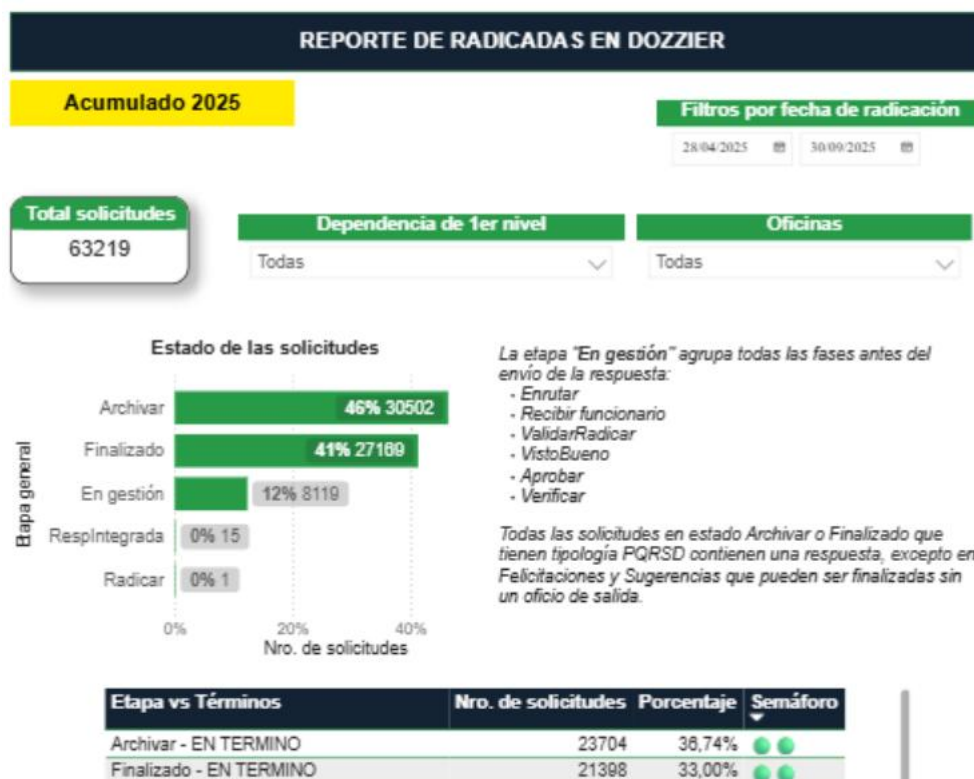 REPORTE DE RADICADAS EN DOZZIER
Acumulado 2025
Filtros por fecha de radicación
28/04/2025 30/09/2025
Total solicitudes
63219
Dependencia de 1er nivel
Todas
Oficinas
Todas
Estado de las solicitudes
Etapa general
Archivar 46% 30502
Finalizado 41% 27169
En gestión 12% 8119
RespIntegrada 0% 15
Radicar 0% 1
0% 20% 40%
Nro. de solicitudes
La etapa "En gestión" agrupa todas las fases antes del
envío de la respuesta:
- Enrutar
- Recibir funcionario
- ValidarRadicar
- VistoBueno
- Aprobar
- Verificar
Todas las solicitudes en estado Archivar o Finalizado que
tienen tipología PQRSD contienen una respuesta, excepto en
Felicitaciones y Sugerencias que pueden ser finalizadas sin
un oficio de salida.
Etapa vs Términos Nro. de solicitudes Porcentaje Semáforo
Archivar - EN TERMINO 23704 36,74%
Finalizado - EN TERMINO 21398 33,00%